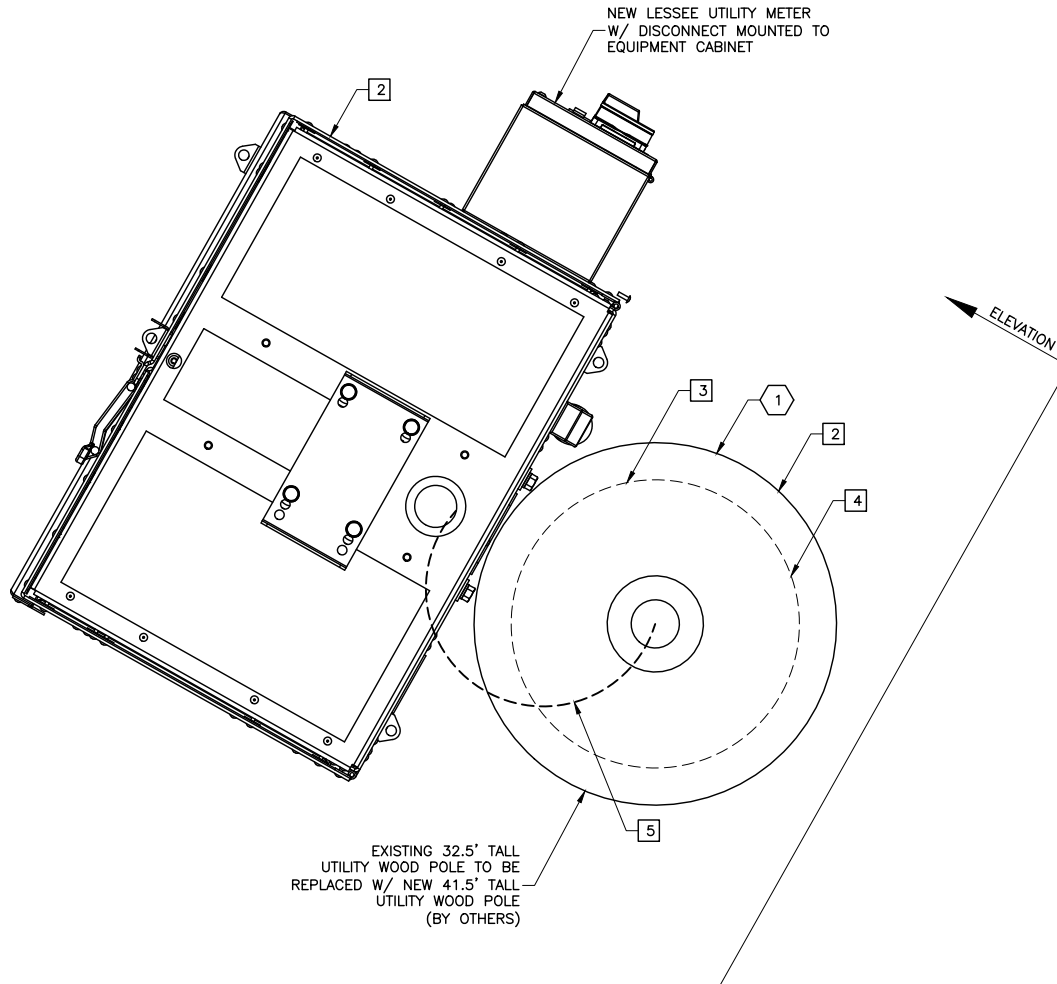 NEW LESSEE UTILITY METER
W/ DISCONNECT MOUNTED TO
EQUIPMENT CABINET
2
ELEVATION
3
1
2
4
5
EXISTING 32.5' TALL
UTILITY WOOD POLE TO BE
REPLACED W/ NEW 41.5' TALL
UTILITY WOOD POLE
(BY OTHERS)